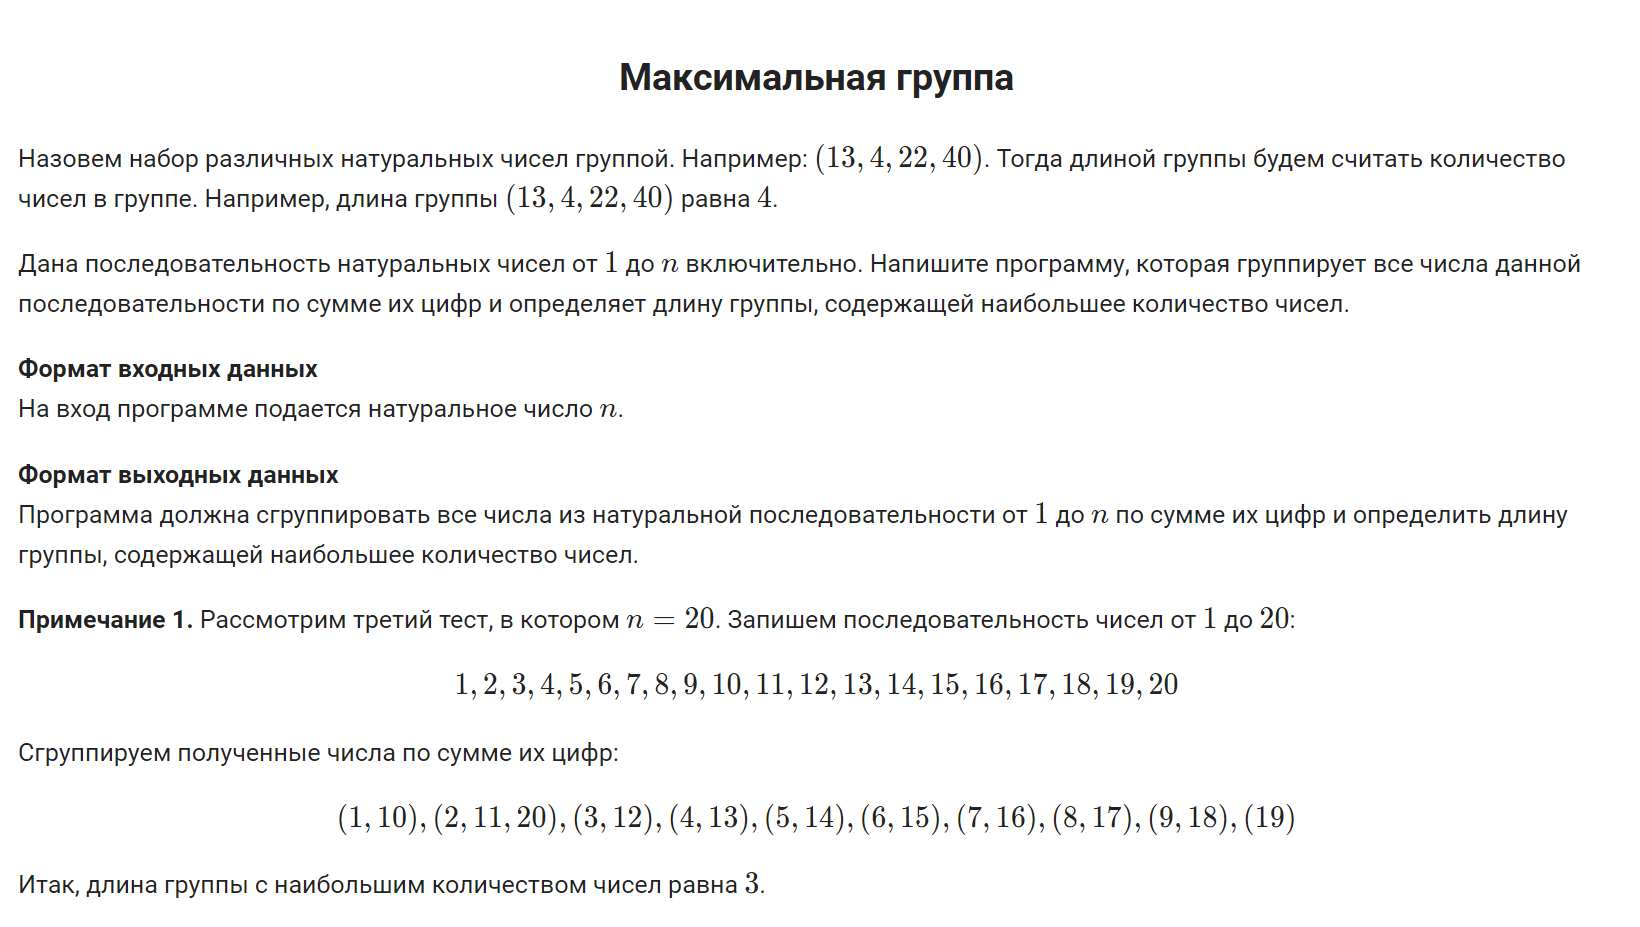 Максимальная группа
Назовем набор различных натуральных чисел группой. Например: (13, 4, 22, 40). Тогда длиной группы будем считать количество
чисел в группе. Например, длина группы (13, 4, 22, 40) равна 4.
Дана последовательность натуральных чисел от 1 до n включительно. Напишите программу, которая группирует все числа данной
последовательности по сумме их цифр и определяет длину группы, содержащей наибольшее количество чисел.
Формат входных данных
На вход программе подается натуральное число n.
Формат выходных данных
Программа должна сгруппировать все числа из натуральной последовательности от 1 до n по сумме их цифр и определить длину
группы, содержащей наибольшее количество чисел.
Примечание 1. Рассмотрим третий тест, в котором n = 20. Запишем последовательность чисел от 1 до 20:
1, 2, 3, 4, 5, 6, 7, 8, 9, 10, 11, 12, 13, 14, 15, 16, 17, 18, 19, 20
Сгруппируем полученные числа по сумме их цифр:
(1, 10), (2, 11, 20), (3, 12), (4, 13), (5, 14), (6, 15), (7, 16), (8, 17), (9, 18), (19)
Итак, длина группы с наибольшим количеством чисел равна 3.